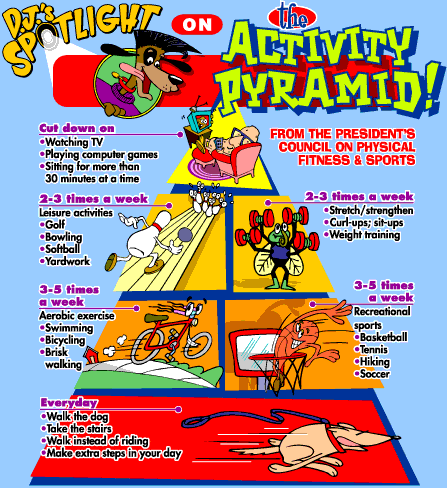 DJ's
SPOTLIGHT
ON
the
ACTIVITY
PYRAMID!
FROM THE PRESIDENT'S
COUNCIL ON PHYSICAL
FITNESS & SPORTS
Cut down on
•Watching TV
•Playing computer games
•Sitting for more than
30 minutes at a time
2-3 times a week
Leisure activities
•Golf
•Bowling
•Softball
•Yardwork
2-3 times a week
•Stretch/strengthen
•Curl-ups; sit-ups
•Weight training
3-5 times
a week
Aerobic exercise
•Swimming
•Bicycling
•Brisk
walking
3-5 times
a week
Recreational
sports
•Basketball
•Tennis
•Hiking
•Soccer
Everyday
•Walk the dog
•Take the stairs
•Walk instead of riding
•Make extra steps in your day